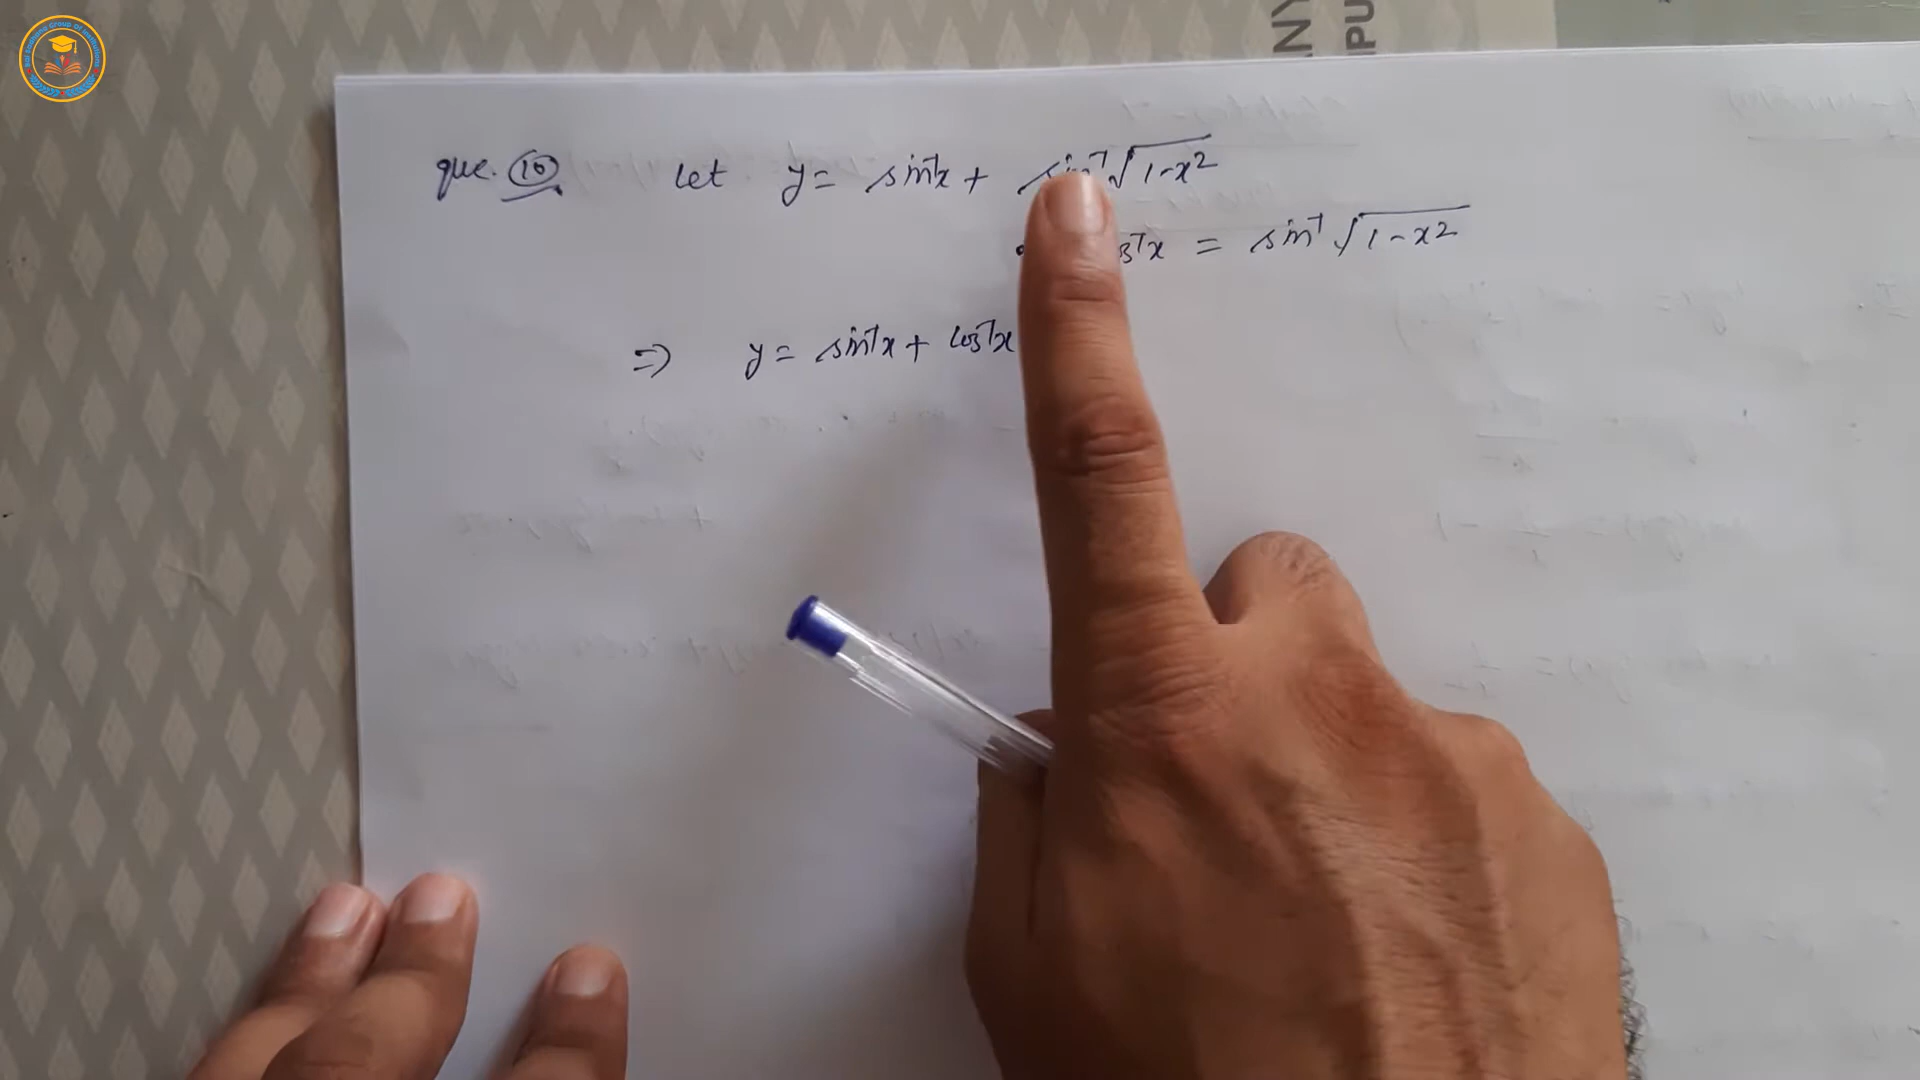 que. 10 let y = sin⁻¹x + sin⁻¹√1-x²
x = sin⁻¹√1-x²
⇒ y = sin⁻¹x + cos⁻¹x